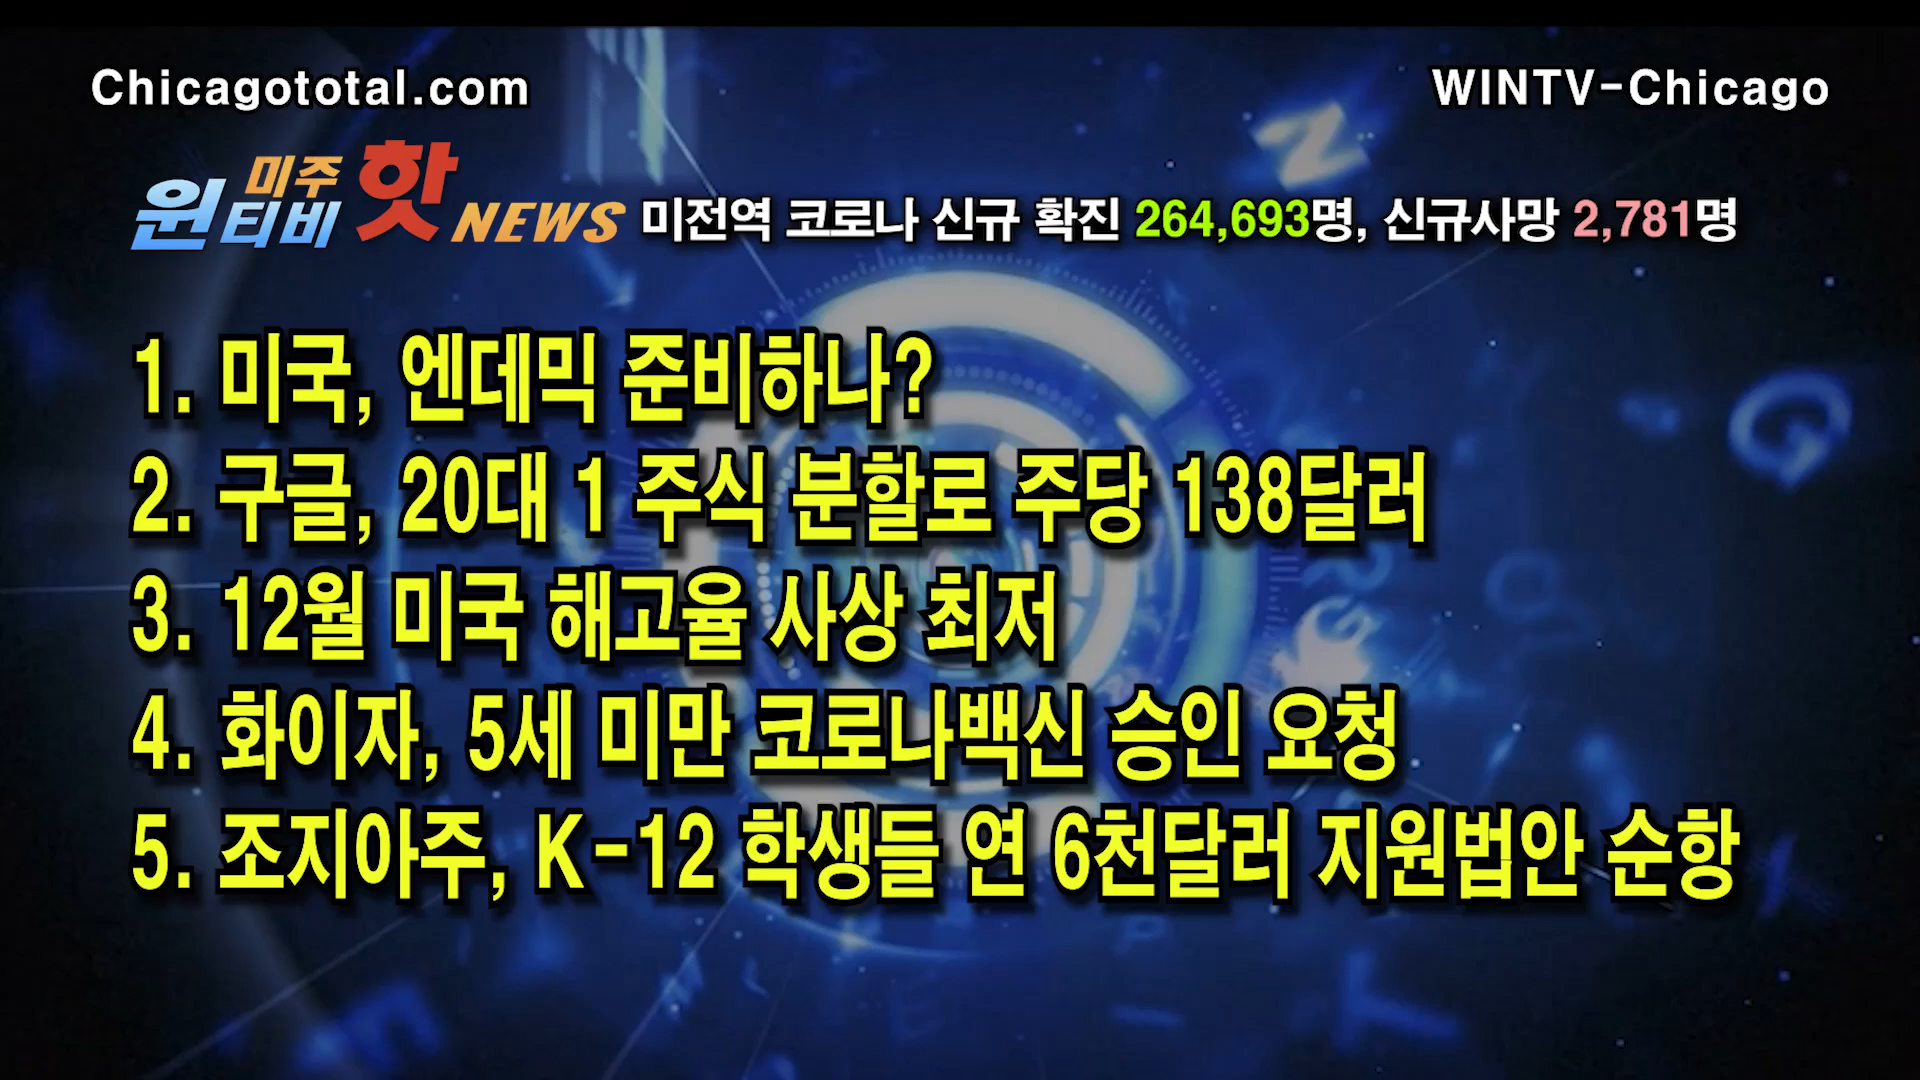 Chicagototal.com
WINTV-Chicago
원 미주 티비 핫 NEWS 미전역 코로나 신규 확진 264,693명, 신규사망 2,781명
1. 미국, 엔데믹 준비하나?
2. 구글, 20대 1 주식 분할로 주당 138달러
3. 12월 미국 해고율 사상 최저
4. 화이자, 5세 미만 코로나백신 승인 요청
5. 조지아주, K-12 학생들 연 6천달러 지원법안 순항